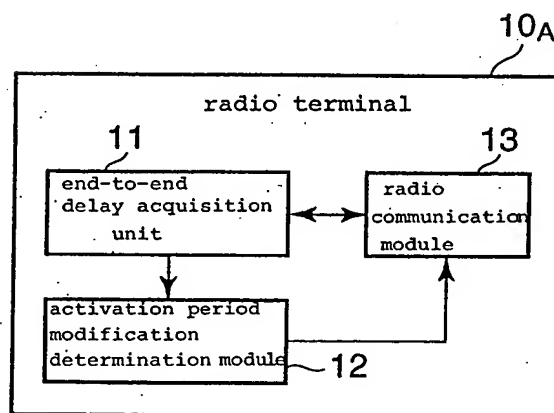 10A
radio terminal
11
13
end-to-end
delay acquisition
unit
radio
communication
module
activation period
modification
determination module
12